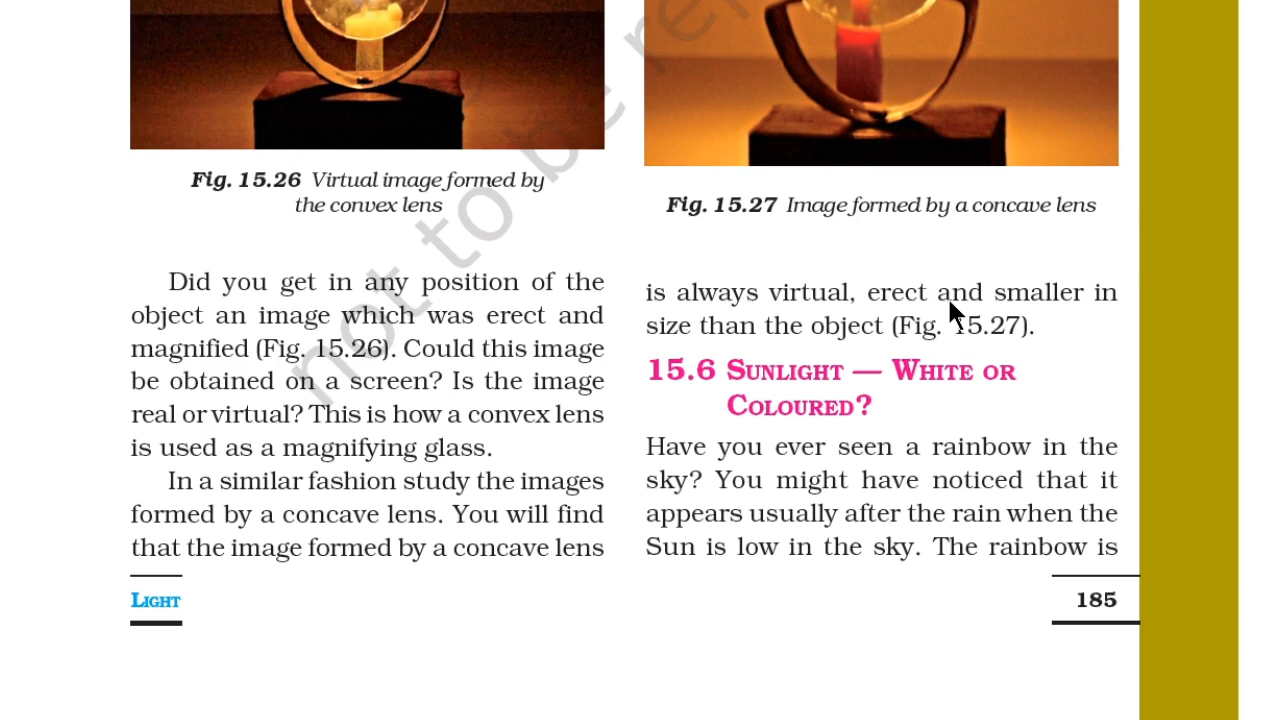 Fig. 15.26 Virtual image formed by
the convex lens
Did you get in any position of the
object an image which was erect and
magnified (Fig. 15.26). Could this image
be obtained on a screen? Is the image
real or virtual? This is how a convex lens
is used as a magnifying glass.
In a similar fashion study the images
formed by a concave lens. You will find
that the image formed by a concave lens
Fig. 15.27 Image formed by a concave lens
is always virtual, erect and smaller in
size than the object (Fig. 15.27).
15.6 SUNLIGHT — WHITE OR
COLOURED?
Have you ever seen a rainbow in the
sky? You might have noticed that it
appears usually after the rain when the
Sun is low in the sky. The rainbow is
LIGHT
185
not to be